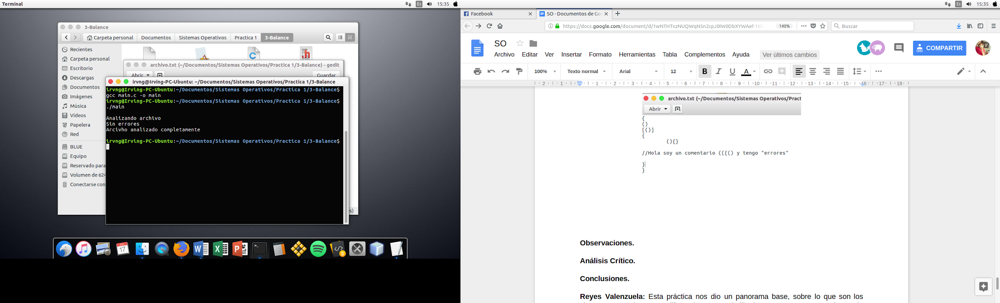 Terminal
Es
15:35
3-Balance
Carpeta personal
Documentos
Sistemas Operativos
Practica 1
3-Balance
Recientes
Carpeta personal
Escritorio
Descargas
Documentos
Imágenes
Música
Vídeos
Papelera
Red
BLUE
Equipo
Reservado para
Volumen de 624
Conectarse con
archivo.txt (~/Documentos/Sistemas Operativos/Practica 1/3-Balance) - gedit
Abrir
Guardar
irvng@Irving-PC-Ubuntu: ~/Documentos/Sistemas Operativos/Practica 1/3-Balance
irvng@Irving-PC-Ubuntu:~/Documentos/Sistemas Operativos/Practica 1/3-Balance$
gcc main.c -o main
irvng@Irving-PC-Ubuntu:~/Documentos/Sistemas Operativos/Practica 1/3-Balance$
./main
Analizando archivo
Sin errores
Arcivho analizado completamente
irvng@Irving-PC-Ubuntu:~/Documentos/Sistemas Operativos/Practica 1/3-Balance$
JUL
17
Es
15:35
Facebook
SO - Documentos de Goo
https://docs.google.com/document/d/1wNTHTxzNUQWqN5n2cpJ0IW0DbXYWAef-16
140%
Buscar
SO
Archivo Editar Ver Insertar Formato Herramientas Tabla Complementos Ayuda Ver últimos cambios
COMPARTIR
100% Texto normal Arial 12 B I U A
2 1 1 2 3 4 5 6 7 8 9 10 11 12 13 14 15 16 17 18
archivo.txt (~/Documentos/Sistemas Operativos/Pract
Abrir
{
()
[()]
{
(){}
//Hola soy un comentario (({() y tengo "errores"
}
}
Observaciones.
Análisis Crítico.
Conclusiones.
Reyes Valenzuela: Esta práctica nos dio un panorama base, sobre lo que son los